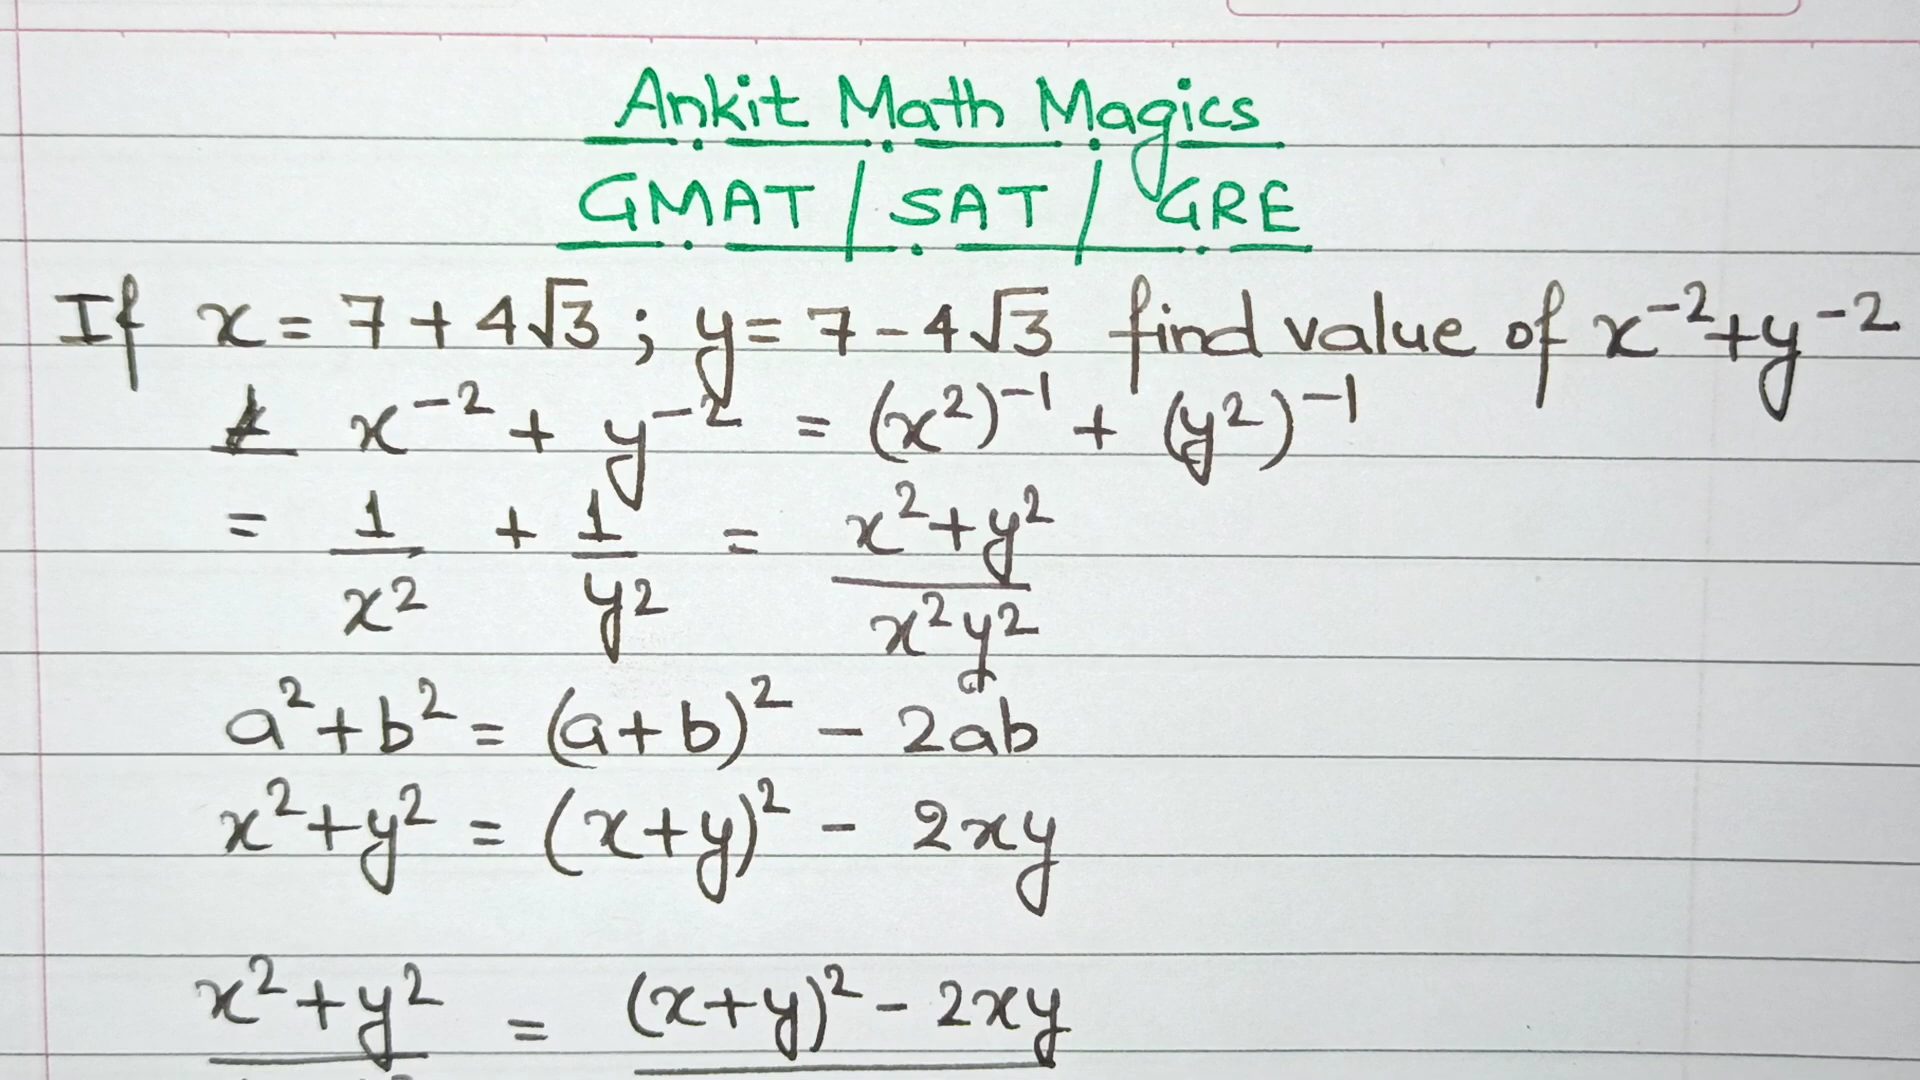 Ankit Math Magics
GMAT / SAT / GRE
If x = 7 + 4√3 ; y = 7 - 4√3 find value of x⁻² + y⁻²
x⁻² + y⁻² = (x²)⁻¹ + (y²)⁻¹
= 1/x² + 1/y² = (x² + y²)/(x²y²)
a² + b² = (a + b)² - 2ab
x² + y² = (x + y)² - 2xy
x² + y² = (x + y)² - 2xy